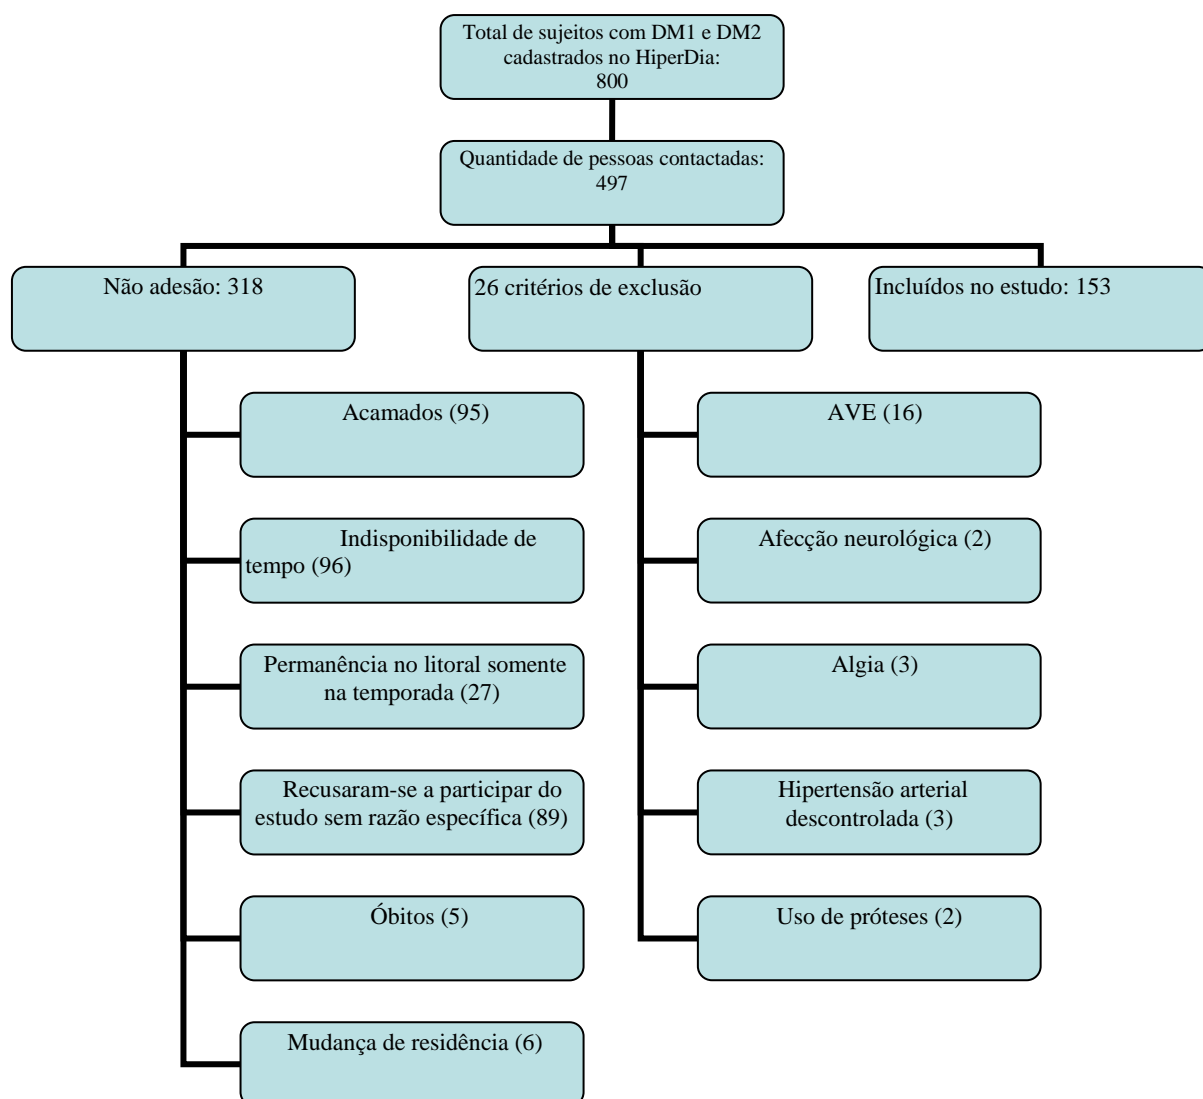 Total de sujeitos com DM1 e DM2
cadastrados no HiperDia:
800
Quantidade de pessoas contactadas:
497
Não adesão: 318
26 critérios de exclusão
Incluídos no estudo: 153
Acamados (95)
AVE (16)
Indisponibilidade de
tempo (96)
Afecção neurológica (2)
Permanência no litoral somente
na temporada (27)
Algia (3)
Recusaram-se a participar do
estudo sem razão específica (89)
Hipertensão arterial
descontrolada (3)
Óbitos (5)
Uso de próteses (2)
Mudança de residência (6)